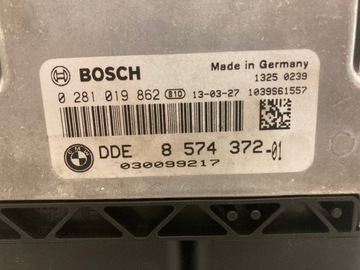 BOSCH
Made in Germany
1325 0239
0 281 019 862 810 13-03-27 1039S61557
BMW
DDE 8 574 372-01
030099217